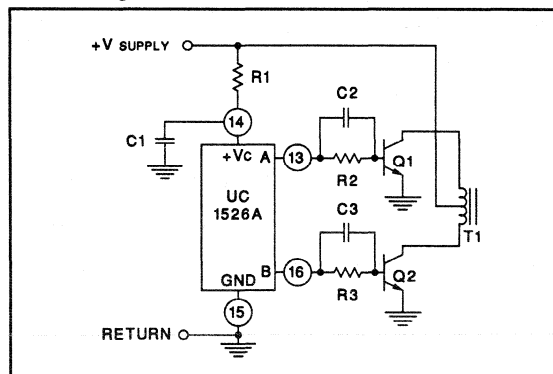 +V SUPPLY
R1
C2
14
C1
+VC A 13 Q1
R2
UC
1526A
C3
T1
B 16 Q2
GND
R3
15
RETURN